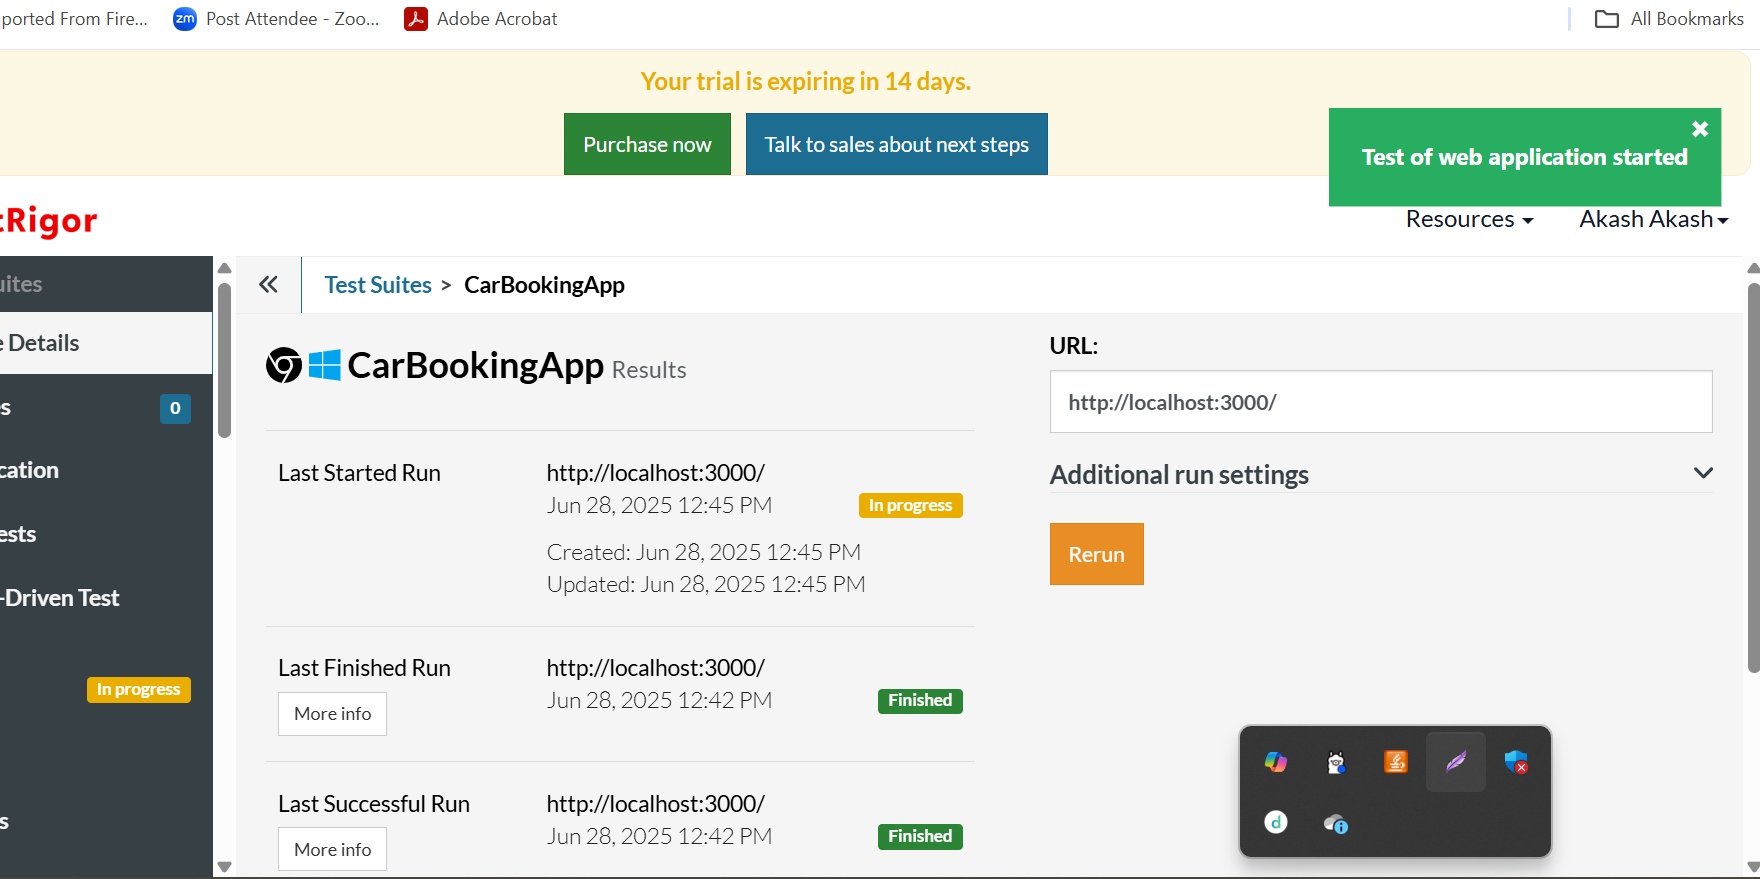 ported From Fire...
Post Attendee - Zoo...
Adobe Acrobat
All Bookmarks
Your trial is expiring in 14 days.
Purchase now
Talk to sales about next steps
Test of web application started
tRigor
Resources
Akash Akash
uites
e Details
s
0
cation
ests
-Driven Test
In progress
s
Test Suites > CarBookingApp
CarBookingApp Results
Last Started Run
http://localhost:3000/
Jun 28, 2025 12:45 PM
In progress
Created: Jun 28, 2025 12:45 PM
Updated: Jun 28, 2025 12:45 PM
Last Finished Run
http://localhost:3000/
More info
Jun 28, 2025 12:42 PM
Finished
Last Successful Run
http://localhost:3000/
More info
Jun 28, 2025 12:42 PM
Finished
URL:
http://localhost:3000/
Additional run settings
Rerun